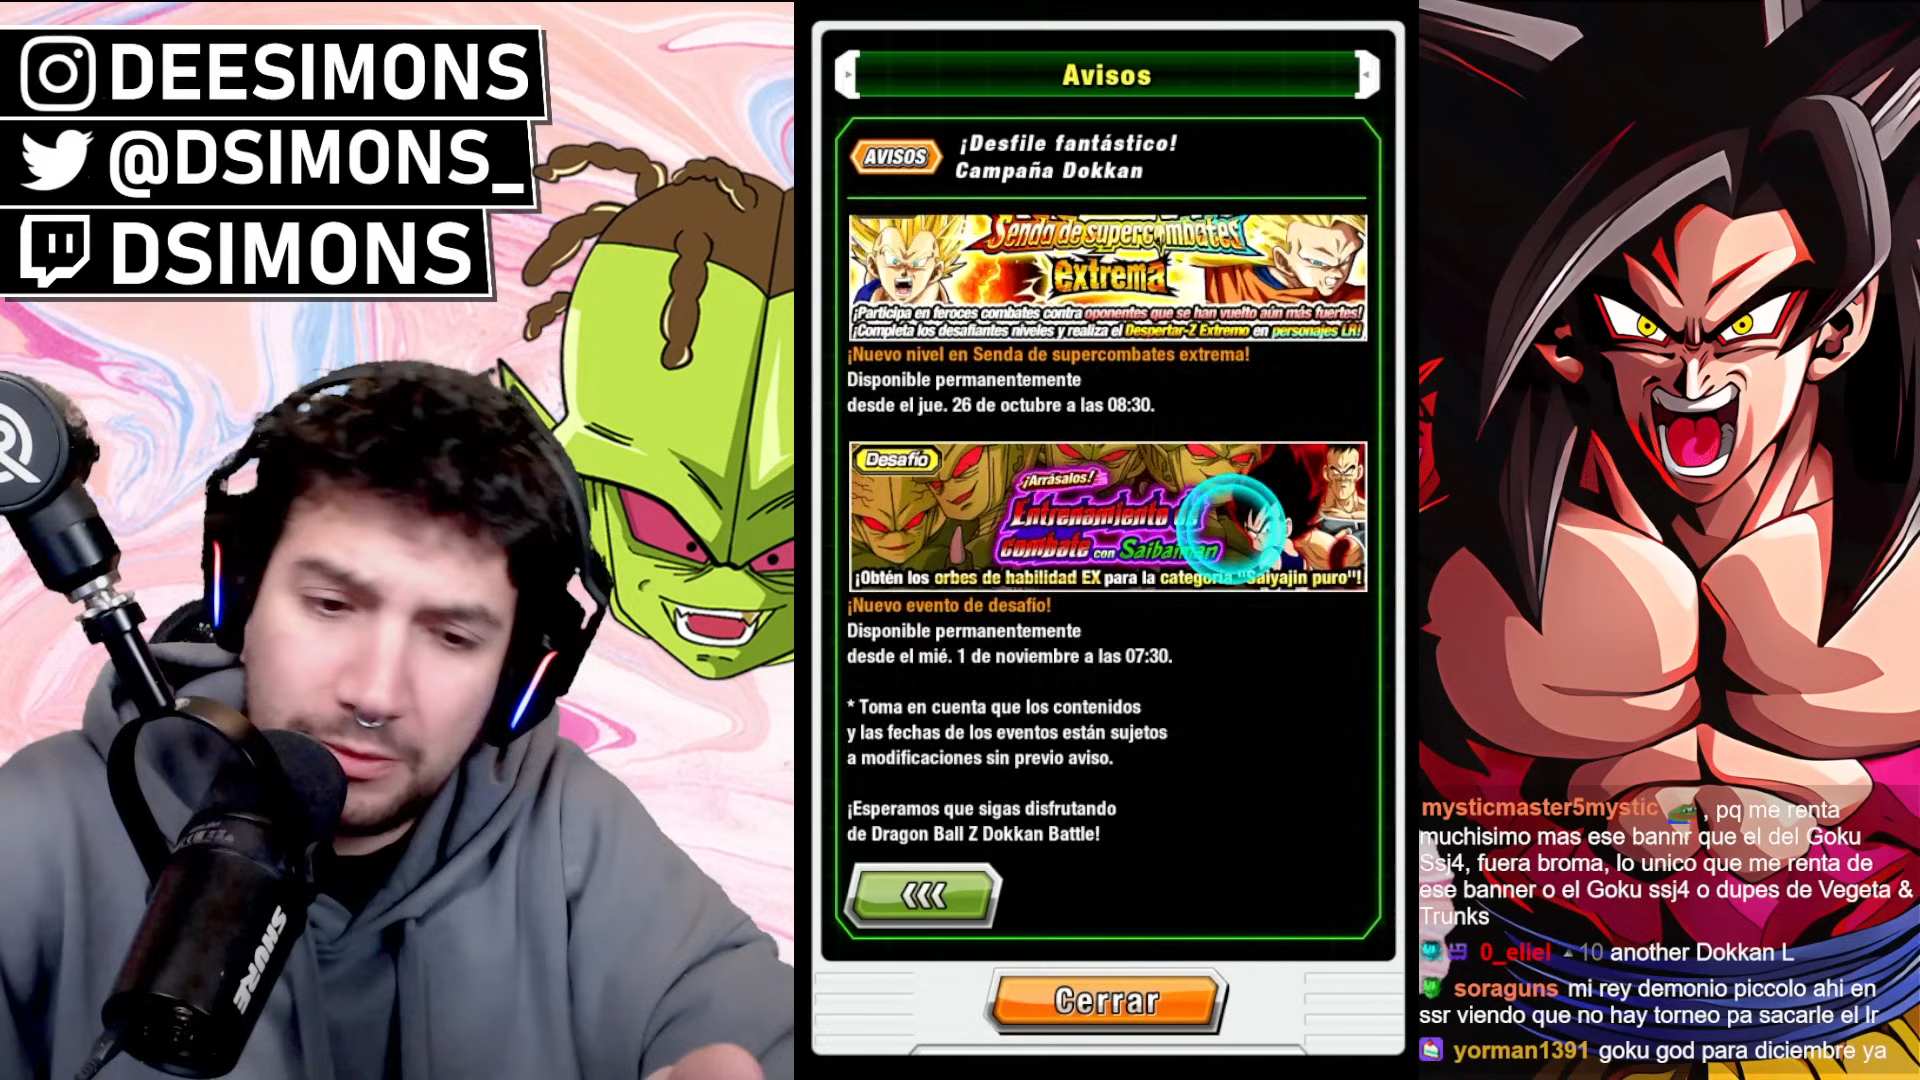 DEESIMONS
@DSIMONS_
DSIMONS
Avisos
AVISOS
¡Desfile fantástico!
Campaña Dokkan
Senda de supercombates
extrema
¡Participa en feroces combates contra oponentes que se han vuelto aún más fuertes!
¡Completa los desafiantes niveles y realiza el Despertar-Z Extremo en personajes LR!
¡Nuevo nivel en Senda de supercombates extrema!
Disponible permanentemente
desde el jue. 26 de octubre a las 08:30.
Desafío
¡Arrásalos!
Entrenamiento
combate con Saibaiman
¡Obtén los orbes de habilidad EX para la categoría "Saiyajin puro"!
¡Nuevo evento de desafío!
Disponible permanentemente
desde el mié. 1 de noviembre a las 07:30.
* Toma en cuenta que los contenidos
y las fechas de los eventos están sujetos
a modificaciones sin previo aviso.
¡Esperamos que sigas disfrutando
de Dragon Ball Z Dokkan Battle!
Cerrar
SHURE
mysticmaster5mystic , pq me renta
muchisimo mas ese bannr que el del Goku
Ssj4, fuera broma, lo unico que me renta de
ese banner o el Goku ssj4 o dupes de Vegeta &
Trunks
0_eliel 10 another Dokkan L
soraguns mi rey demonio piccolo ahi en
ssr viendo que no hay torneo pa sacarle el lr
yorman1391 goku god para diciembre ya